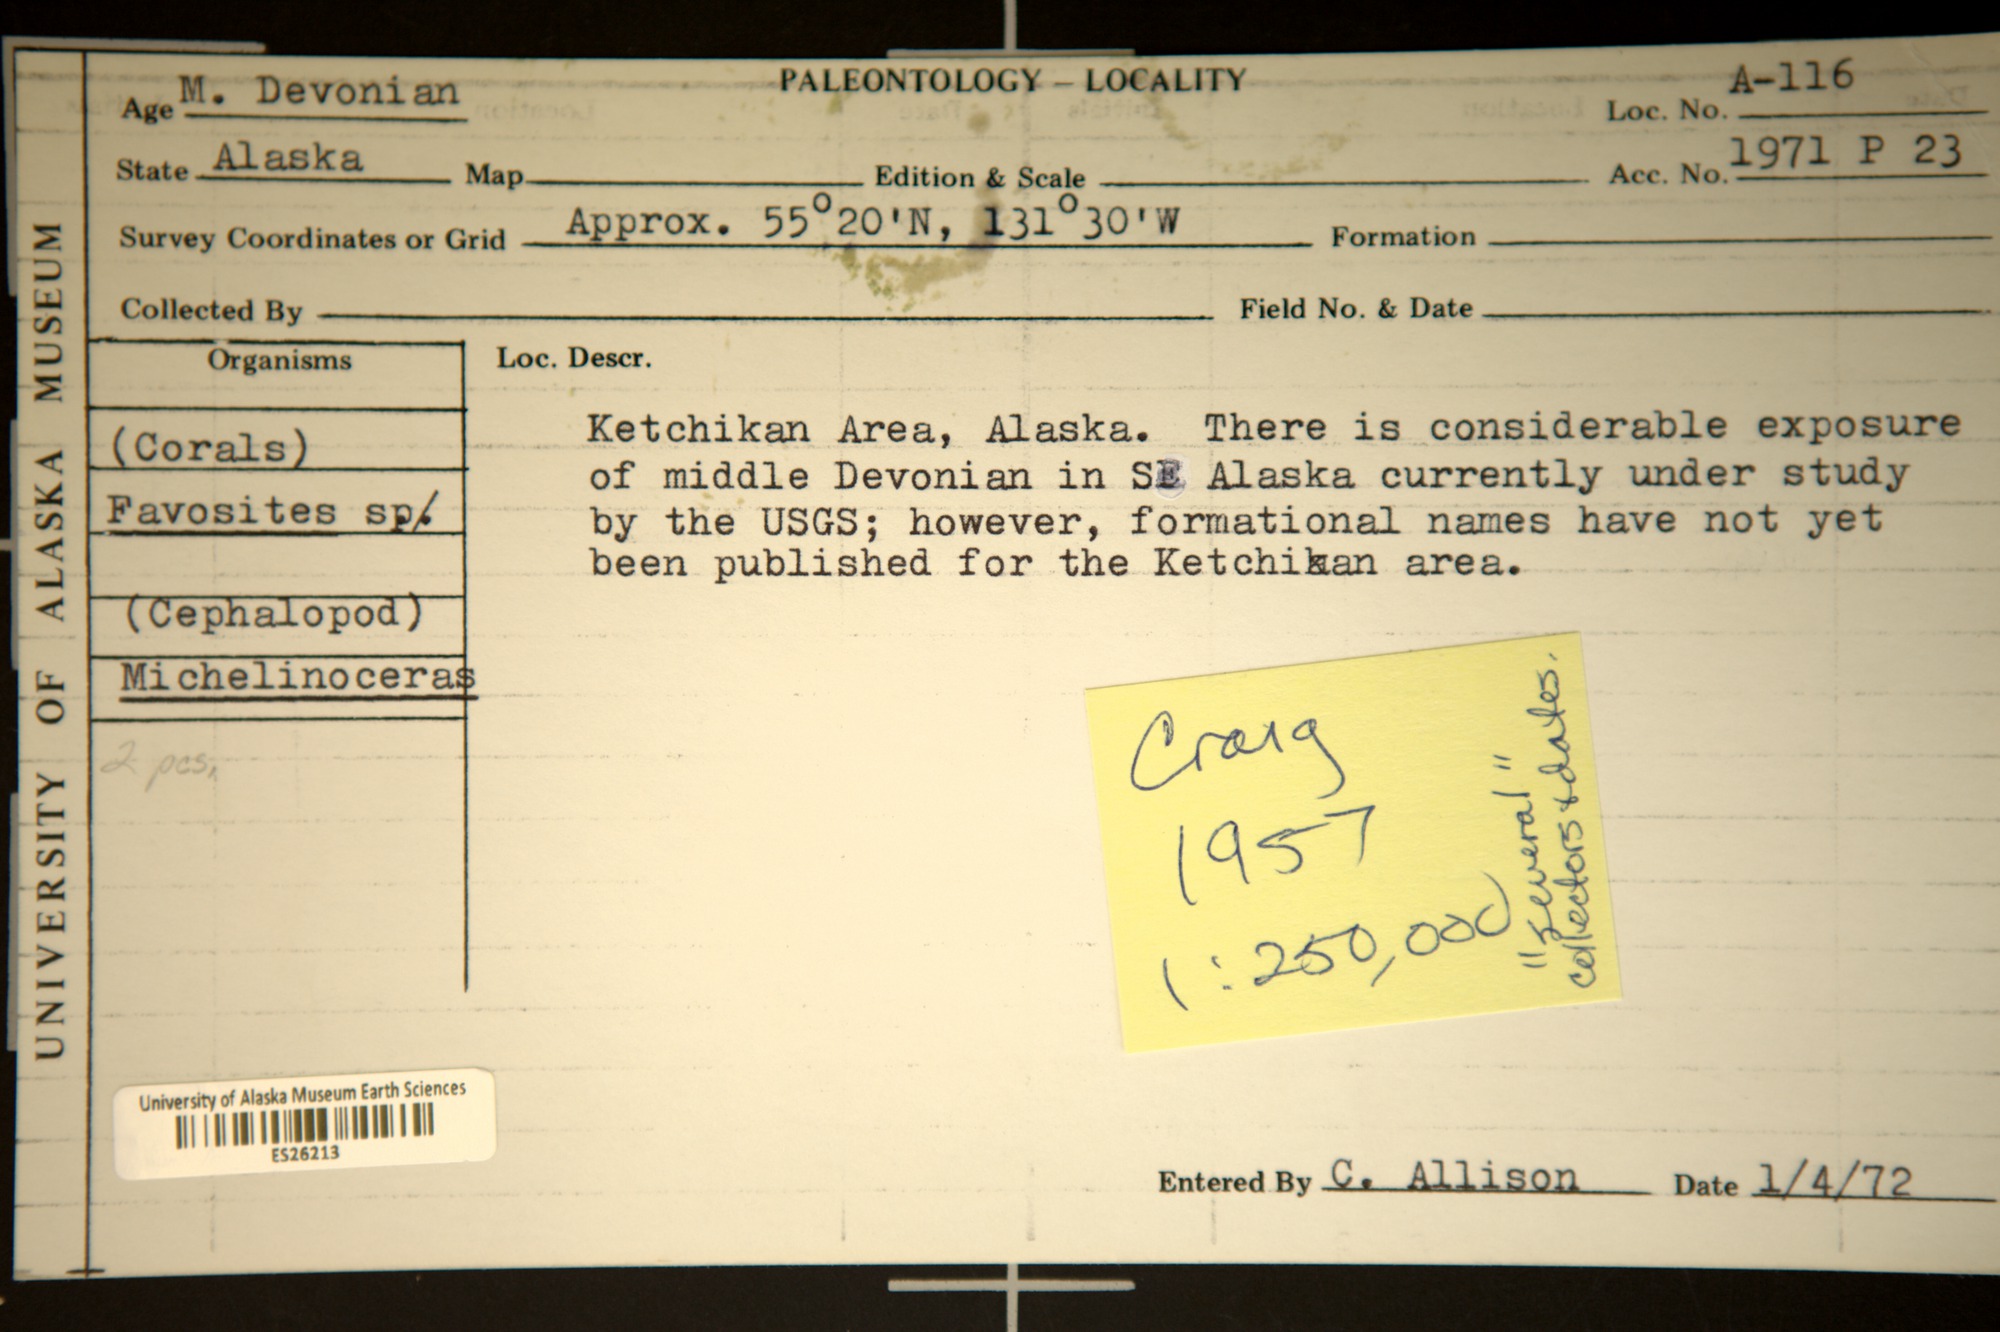 PALEONTOLOGY – LOCALITY
Age M. Devonian
Loc. No. A-116
State Alaska Map Edition & Scale Acc. No. 1971 P 23
Survey Coordinates or Grid Approx. 55°20'N, 131°30'W Formation
Collected By Field No. & Date
Organisms
(Corals)
Favosites sp/.
(Cephalopod)
Michelinoceras
2 pcs.
Loc. Descr.
Ketchikan Area, Alaska. There is considerable exposure
of middle Devonian in SE Alaska currently under study
by the USGS; however, formational names have not yet
been published for the Ketchikan area.
Craig
1957
1:250,000
"several"
collectors & dates.
University of Alaska Museum Earth Sciences
ES26213
Entered By C. Allison Date 1/4/72
UNIVERSITY OF ALASKA MUSEUM